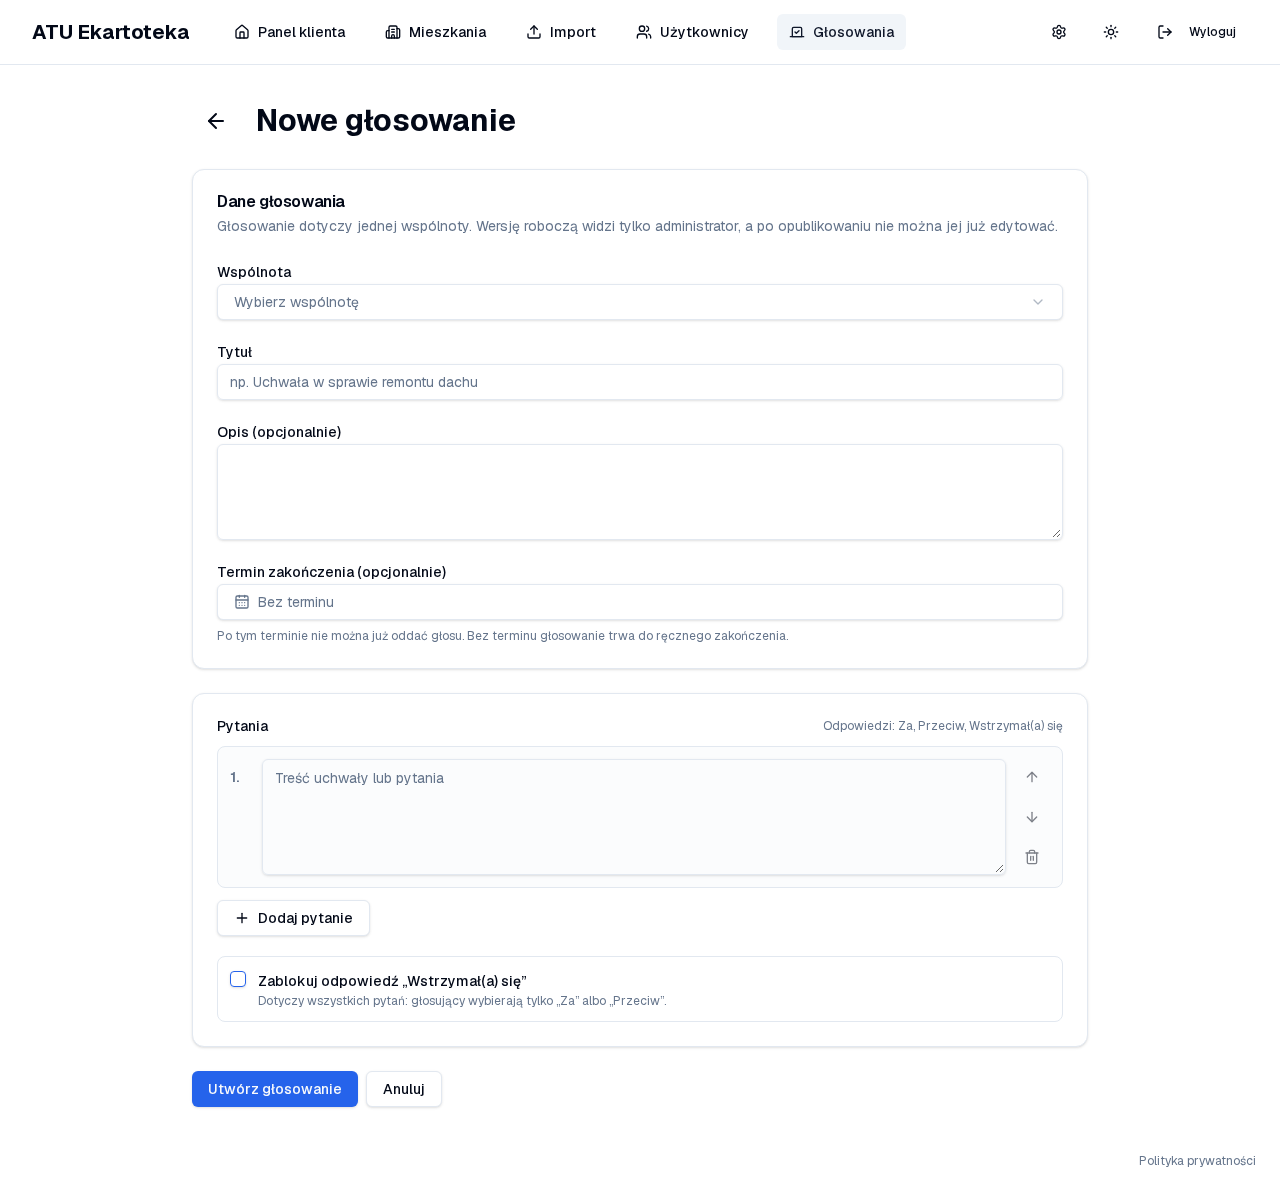 ATU Ekartoteka
Panel klienta
Mieszkania
Import
Użytkownicy
Głosowania
Wyloguj
Nowe głosowanie
Dane głosowania
Głosowanie dotyczy jednej wspólnoty. Wersję roboczą widzi tylko administrator, a po opublikowaniu nie można jej już edytować.
Wspólnota
Wybierz wspólnotę
Tytuł
np. Uchwała w sprawie remontu dachu
Opis (opcjonalnie)
Termin zakończenia (opcjonalnie)
Bez terminu
Po tym terminie nie można już oddać głosu. Bez terminu głosowanie trwa do ręcznego zakończenia.
Pytania
Odpowiedzi: Za, Przeciw, Wstrzymał(a) się
1.
Treść uchwały lub pytania
Dodaj pytanie
Zablokuj odpowiedź „Wstrzymał(a) się”
Dotyczy wszystkich pytań: głosujący wybierają tylko „Za” albo „Przeciw”.
Utwórz głosowanie
Anuluj
Polityka prywatności